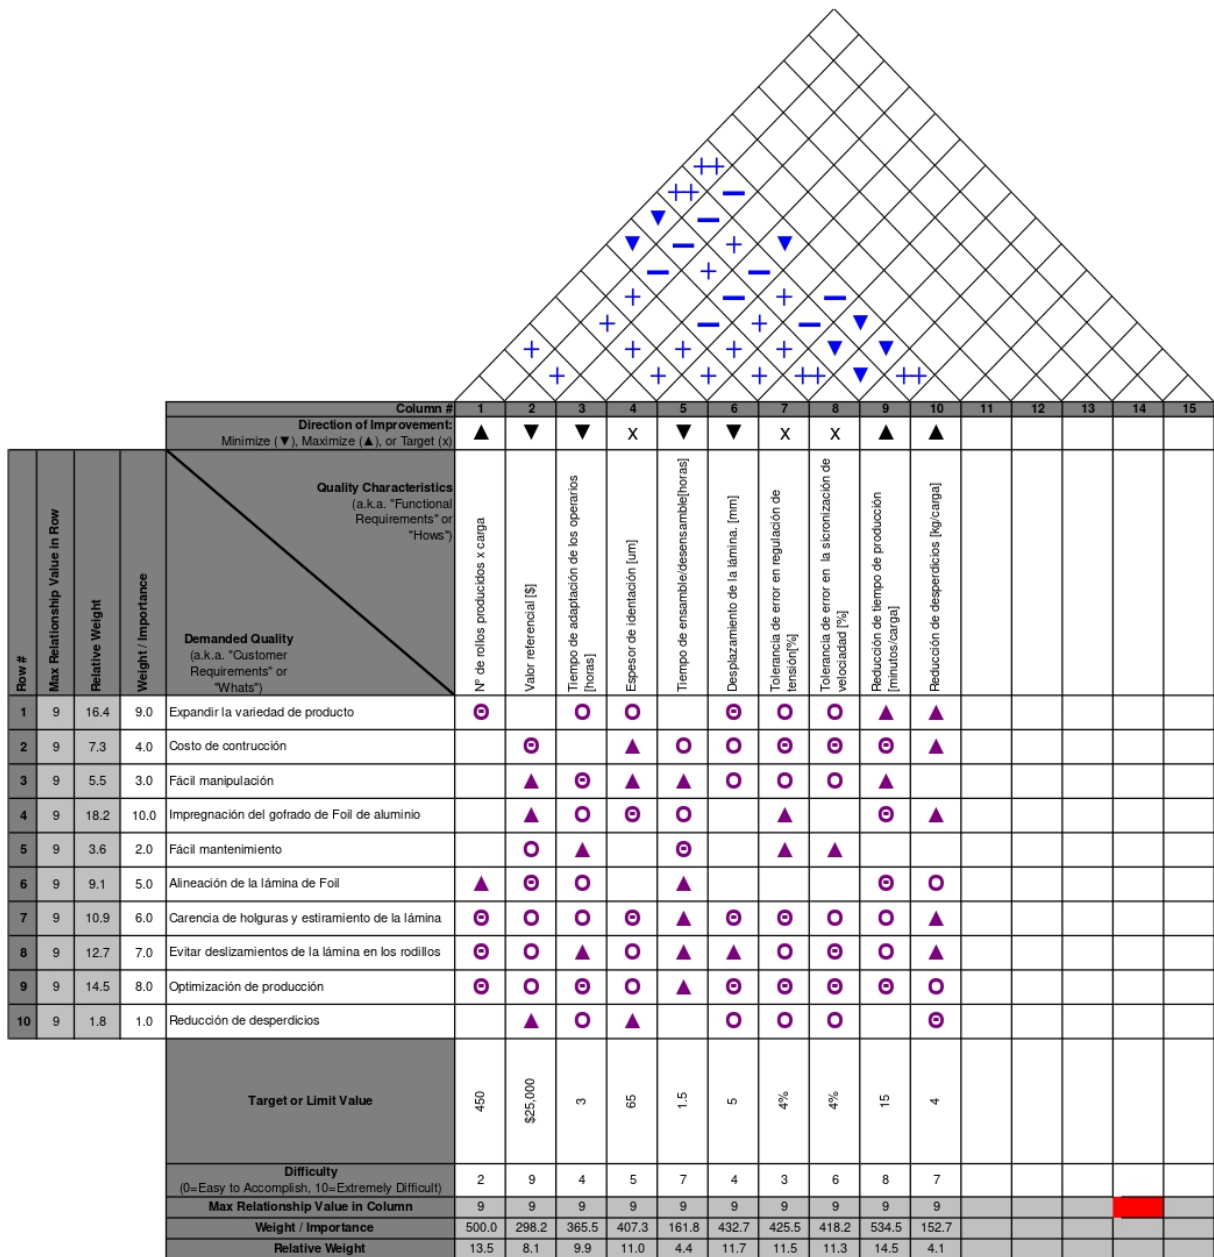 Column # 1 2 3 4 5 6 7 8 9 10 11 12 13 14 15
Direction of Improvement:
Minimize (▼), Maximize (▲), or Target (x) ▲ ▼ ▼ x ▼ ▼ x x ▲ ▲
Row #
Max Relationship Value in Row
Relative Weight
Weight / Importance
Quality Characteristics
(a.k.a. "Functional
Requirements" or
"Hows")
Demanded Quality
(a.k.a. "Customer
Requirements" or
"Whats")
Nº de rollos producidos x carga
Valor referencial [$]
Tiempo de adaptación de los operarios
[horas]
Espesor de identación [um]
Tiempo de ensamble/desensamble[horas]
Desplazamiento de la lámina. [mm]
Tolerancia de error en regulación de
tensión[%]
Tolerancia de error en la sicronización de
velociadad [%]
Reducción de tiempo de producción
[minutos/carga]
Reducción de desperdicios [kg/carga]
1 9 16.4 9.0 Expandir la variedad de producto
2 9 7.3 4.0 Costo de contrucción
3 9 5.5 3.0 Fácil manipulación
4 9 18.2 10.0 Impregnación del gofrado de Foil de aluminio
5 9 3.6 2.0 Fácil mantenimiento
6 9 9.1 5.0 Alineación de la lámina de Foil
7 9 10.9 6.0 Carencia de holguras y estiramiento de la lámina
8 9 12.7 7.0 Evitar deslizamientos de la lámina en los rodillos
9 9 14.5 8.0 Optimización de producción
10 9 1.8 1.0 Reducción de desperdicios
Target or Limit Value 450 $25,000 3 65 1.5 5 4% 4% 15 4
Difficulty
(0=Easy to Accomplish, 10=Extremely Difficult) 2 9 4 5 7 4 3 6 8 7
Max Relationship Value in Column 9 9 9 9 9 9 9 9 9 9
Weight / Importance 500.0 298.2 365.5 407.3 161.8 432.7 425.5 418.2 534.5 152.7
Relative Weight 13.5 8.1 9.9 11.0 4.4 11.7 11.5 11.3 14.5 4.1